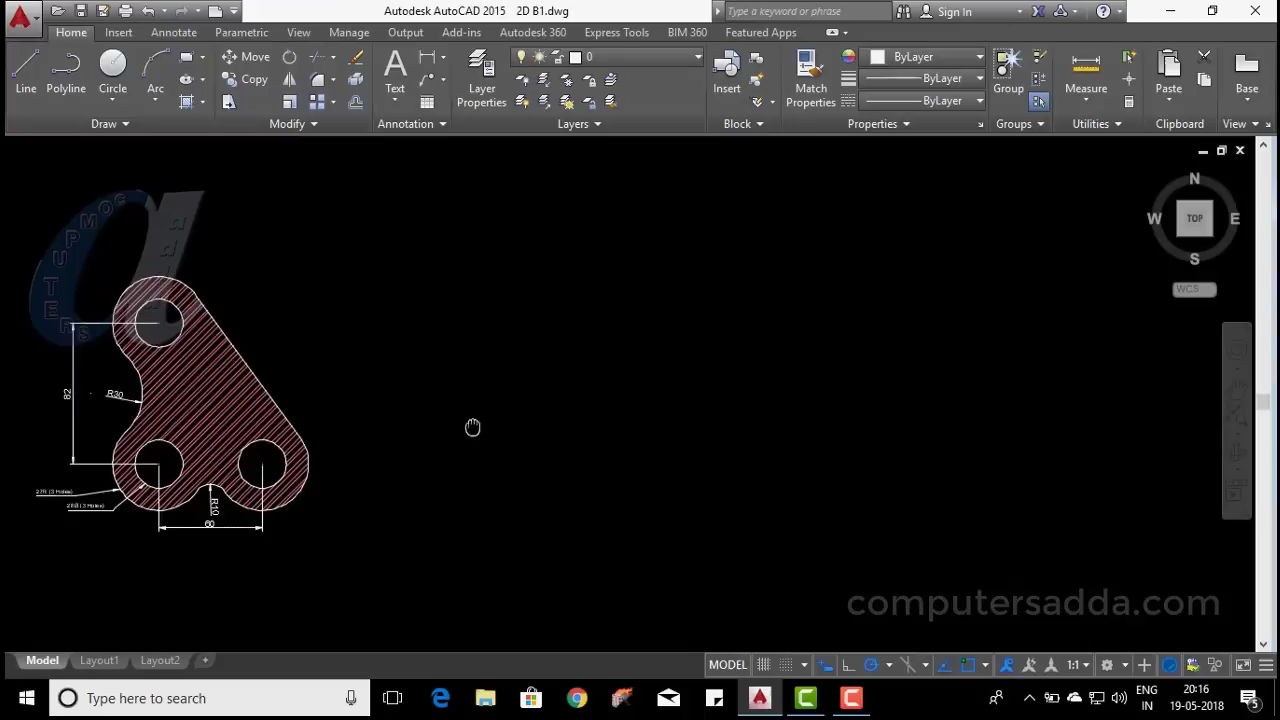 Autodesk AutoCAD 2015 2D B1.dwg
Type a keyword or phrase
Sign In
Home Insert Annotate Parametric View Manage Output Add-ins Autodesk 360 Express Tools BIM 360 Featured Apps
Line Polyline Circle Arc
Move
Copy
Text
Layer Properties
0
Insert
Match Properties
ByLayer
ByLayer
ByLayer
Group
Measure
Paste
Base
Draw Modify Annotation Layers Block Properties Groups Utilities Clipboard View
N
W TOP E
S
WCS
COMPUTERS
adda
82
R30
R10
60
computersadda.com
Model Layout1 Layout2 +
MODEL 1:1
Type here to search
ENG
IN
20:16
19-05-2018
5